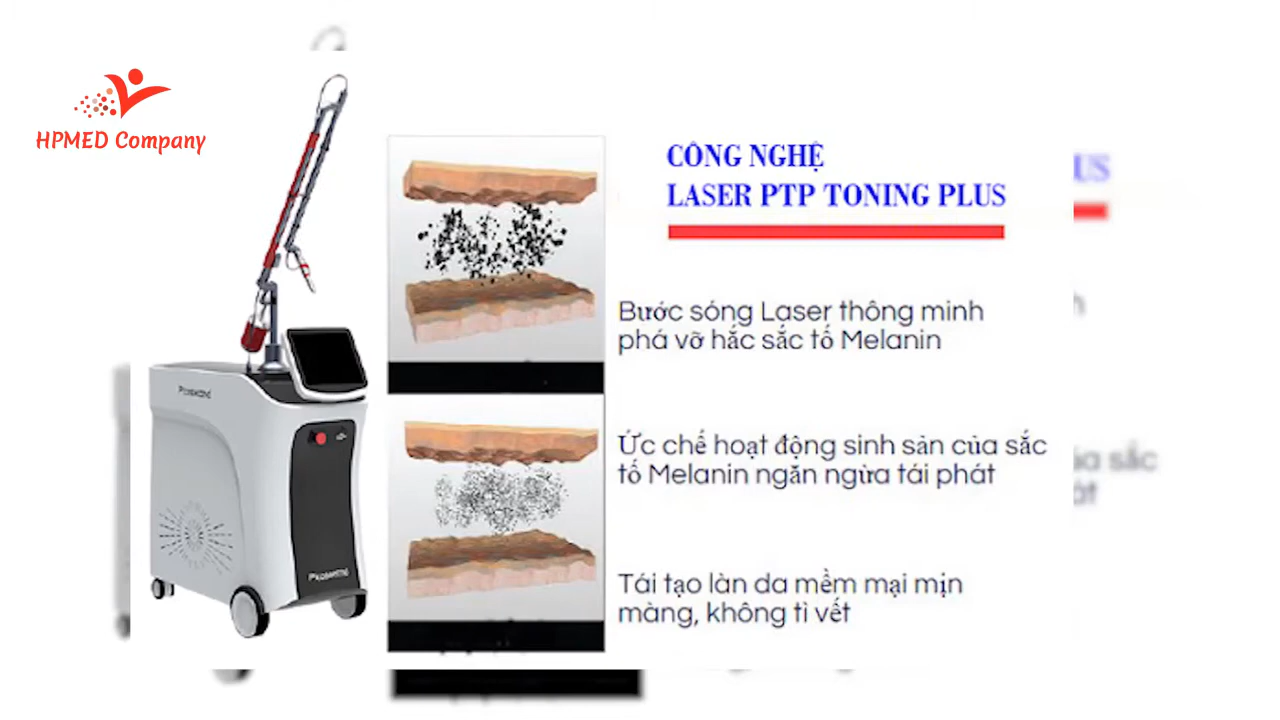 HPMED Company
CÔNG NGHỆ
LASER PTP TONING PLUS
Bước sóng Laser thông minh
phá vỡ hắc sắc tố Melanin
Ức chế hoạt động sinh sản của sắc
tố Melanin ngăn ngừa tái phát
Tái tạo làn da mềm mại mịn
màng, không tì vết